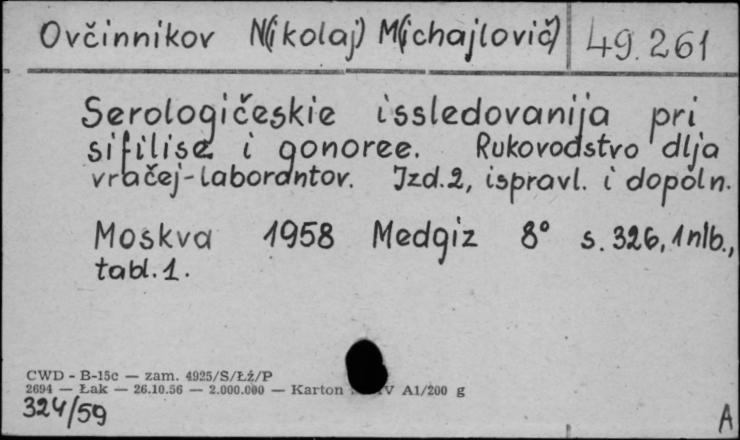 Ovčinnikov N(ikolaj) M(ichajlovič) 49.261
Serologičeskie issledovanija pri
sifilise i gonoree. Rukovodstvo dlja
vračej-laborantov. Izd.2, ispravl. i dopoln.
Moskva 1958 Medgiz 8° s. 326, 1 nlb.,
tabl. 1.
CWD - B-15c — zam. 4925/S/Łź/P
2694 — Łak — 26.10.56 — 2.000.000 — Karton V A1/200 g
324/59
A